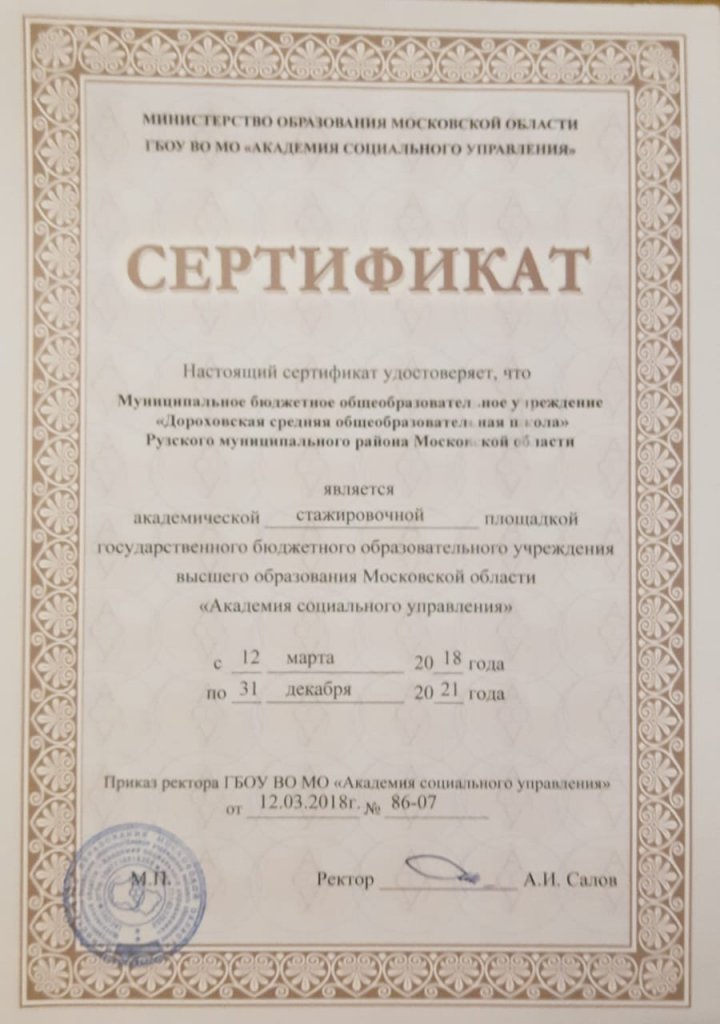 МИНИСТЕРСТВО ОБРАЗОВАНИЯ МОСКОВСКОЙ ОБЛАСТИ
ГБОУ ВО МО «АКАДЕМИЯ СОЦИАЛЬНОГО УПРАВЛЕНИЯ»
СЕРТИФИКАТ
Настоящий сертификат удостоверяет, что
Муниципальное бюджетное общеобразовательное учреждение
«Дороховская средняя общеобразовательная школа»
Рузского муниципального района Московской области
является
академической стажировочной площадкой
государственного бюджетного образовательного учреждения
высшего образования Московской области
«Академия социального управления»
с 12 марта 2018 года
по 31 декабря 2021 года
Приказ ректора ГБОУ ВО МО «Академия социального управления»
от 12.03.2018г. № 86-07
М.П. Ректор А.И. Салов